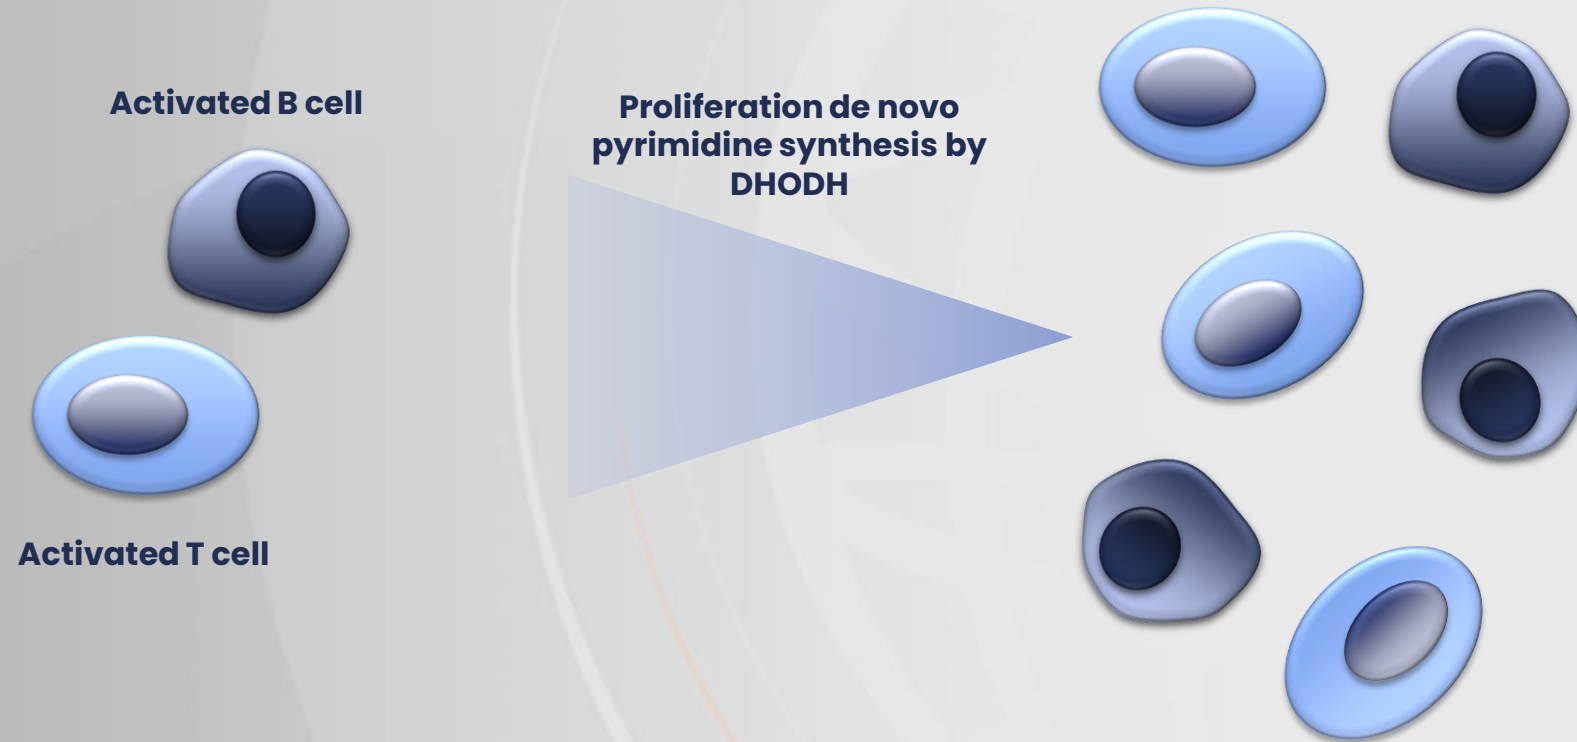 Activated B cell
Proliferation de novo
pyrimidine synthesis by
DHODH
Activated T cell